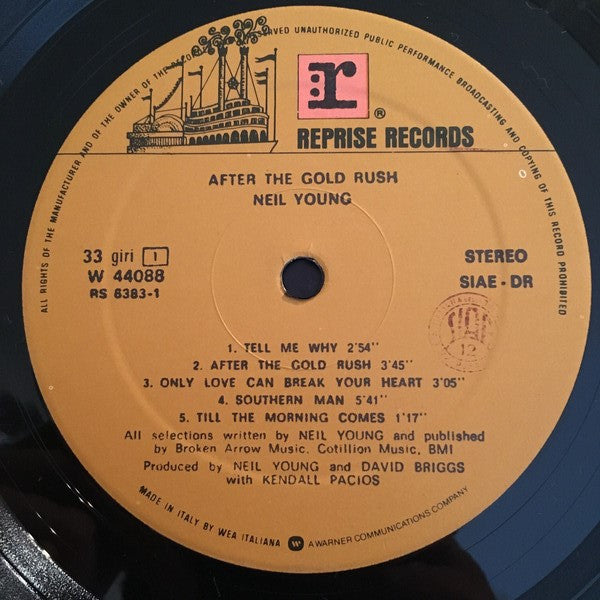 ALL RIGHTS OF THE MANUFACTURER AND OF THE OWNER OF THE RECORDED RESERVED UNAUTHORIZED PUBLIC PERFORMANCE BROADCASTING AND COPYING OF THIS RECORD PROHIBITED
r
®
REPRISE RECORDS
AFTER THE GOLD RUSH
NEIL YOUNG
33 giri 1
W 44088
RS 6383-1
STEREO
SIAE - DR
SIAE
12
1. TELL ME WHY 2'54''
2. AFTER THE GOLD RUSH 3'45''
3. ONLY LOVE CAN BREAK YOUR HEART 3'05''
4. SOUTHERN MAN 5'41''
5. TILL THE MORNING COMES 1'17''
All selections written by NEIL YOUNG and published
by Broken Arrow Music, Cotillion Music, BMI
Produced by NEIL YOUNG and DAVID BRIGGS
with KENDALL PACIOS
MADE IN ITALY BY WEA ITALIANA W A WARNER COMMUNICATIONS COMPANY